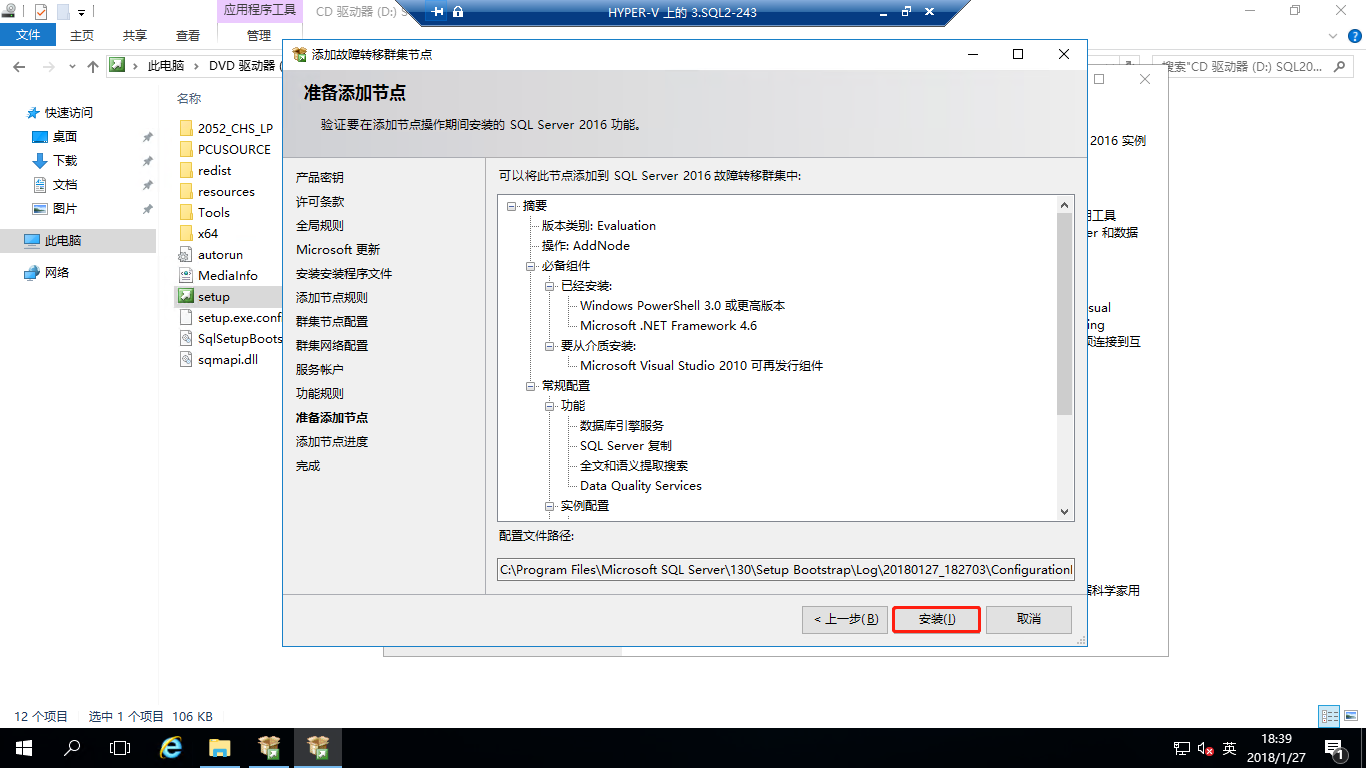 应用程序工具
CD 驱动器 (D:) S
HYPER-V 上的 3.SQL2-243
文件
主页
共享
查看
管理
此电脑
DVD 驱动器 (
搜索"CD 驱动器 (D:) SQL20...
名称
快速访问
桌面
下载
文档
图片
此电脑
网络
2052_CHS_LP
PCUSOURCE
redist
resources
Tools
x64
autorun
MediaInfo
setup
setup.exe.conf
SqlSetupBoots
sqmapi.dll
添加故障转移群集节点
准备添加节点
验证要在添加节点操作期间安装的 SQL Server 2016 功能。
产品密钥
许可条款
全局规则
Microsoft 更新
安装安装程序文件
添加节点规则
群集节点配置
群集网络配置
服务帐户
功能规则
准备添加节点
添加节点进度
完成
可以将此节点添加到 SQL Server 2016 故障转移群集中:
摘要
版本类别: Evaluation
操作: AddNode
必备组件
已经安装:
Windows PowerShell 3.0 或更高版本
Microsoft .NET Framework 4.6
要从介质安装:
Microsoft Visual Studio 2010 可再发行组件
常规配置
功能
数据库引擎服务
SQL Server 复制
全文和语义提取搜索
Data Quality Services
实例配置
配置文件路径:
C:\Program Files\Microsoft SQL Server\130\Setup Bootstrap\Log\20180127_182703\Configuration
< 上一步(B)
安装(I)
取消
2016 实例
工具
er 和数据
sual
ing
连接到互
科学家用
12 个项目
选中 1 个项目 106 KB
英
18:39
2018/1/27
1